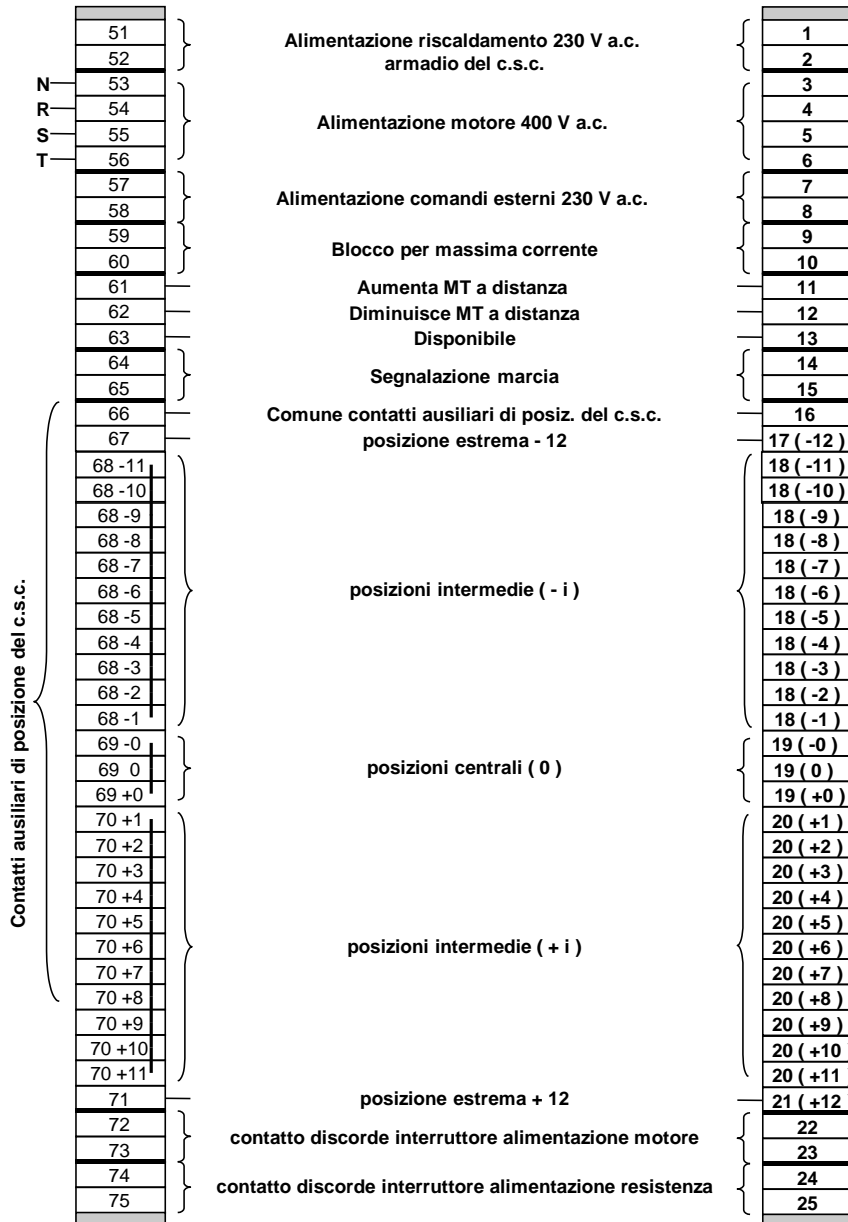 51 Alimentazione riscaldamento 230 V a.c. 1
52 armadio del c.s.c. 2
N 53 3
R 54 Alimentazione motore 400 V a.c. 4
S 55 5
T 56 6
57 Alimentazione comandi esterni 230 V a.c. 7
58 8
59 Blocco per massima corrente 9
60 10
61 Aumenta MT a distanza 11
62 Diminuisce MT a distanza 12
63 Disponibile 13
64 Segnalazione marcia 14
65 15
66 Comune contatti ausiliari di posiz. del c.s.c. 16
67 posizione estrema - 12 17 ( -12 )
68 -11 18 ( -11 )
68 -10 18 ( -10 )
68 -9 18 ( -9 )
68 -8 18 ( -8 )
68 -7 18 ( -7 )
68 -6 posizioni intermedie ( - i ) 18 ( -6 )
68 -5 18 ( -5 )
68 -4 18 ( -4 )
68 -3 18 ( -3 )
68 -2 18 ( -2 )
68 -1 18 ( -1 )
69 -0 19 ( -0 )
69 0 posizioni centrali ( 0 ) 19 ( 0 )
69 +0 19 ( +0 )
70 +1 20 ( +1 )
70 +2 20 ( +2 )
70 +3 20 ( +3 )
70 +4 20 ( +4 )
70 +5 20 ( +5 )
70 +6 posizioni intermedie ( + i ) 20 ( +6 )
70 +7 20 ( +7 )
70 +8 20 ( +8 )
70 +9 20 ( +9 )
70 +10 20 ( +10
70 +11 20 ( +11
71 posizione estrema + 12 21 ( +12
72 contatto discorde interruttore alimentazione motore 22
73 23
74 contatto discorde interruttore alimentazione resistenza 24
75 25
Contatti ausiliari di posizione del c.s.c.